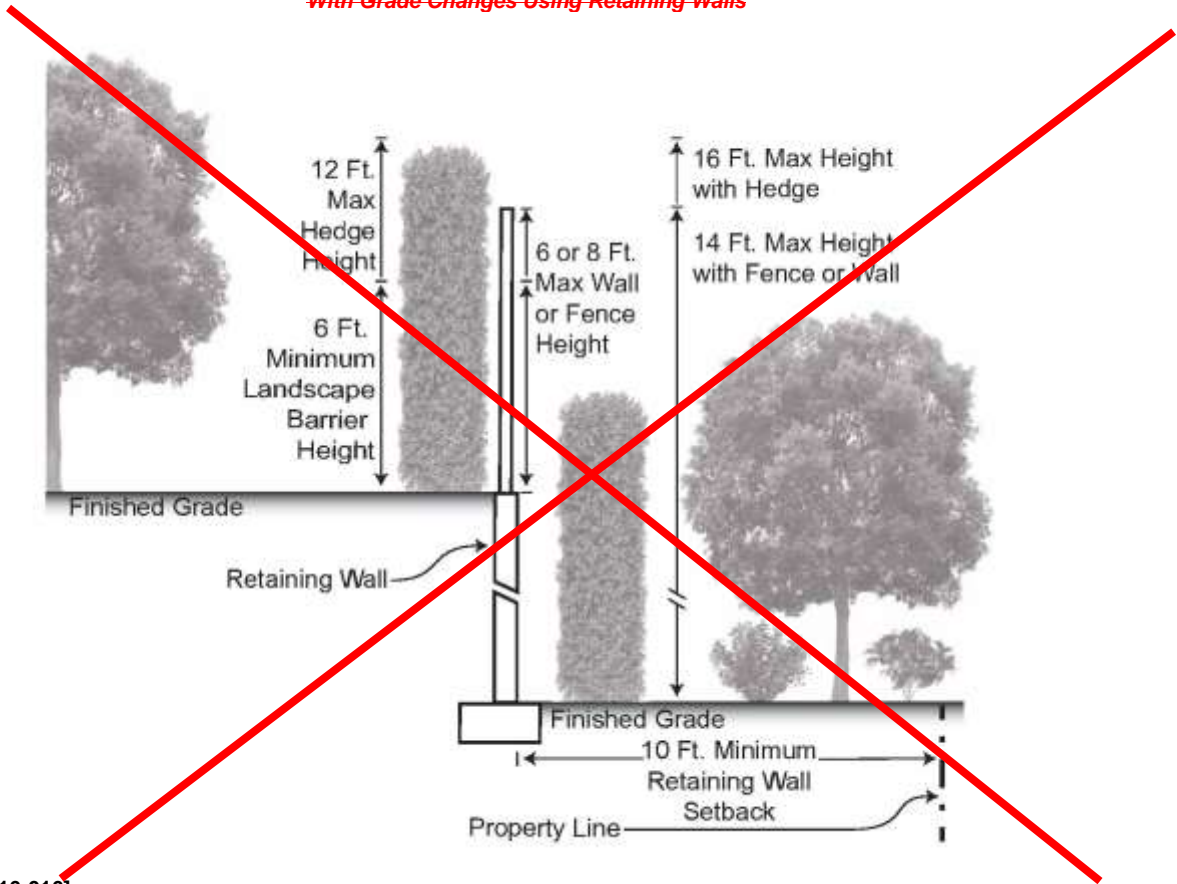 With Grade Changes Using Retaining Walls
12 Ft.
Max
Hedge
Height
6 Ft.
Minimum
Landscape
Barrier
Height
6 or 8 Ft.
Max Wall
or Fence
Height
16 Ft. Max Height
with Hedge
14 Ft. Max Height
with Fence or Wall
Finished Grade
Retaining Wall
Finished Grade
10 Ft. Minimum
Retaining Wall
Setback
Property Line